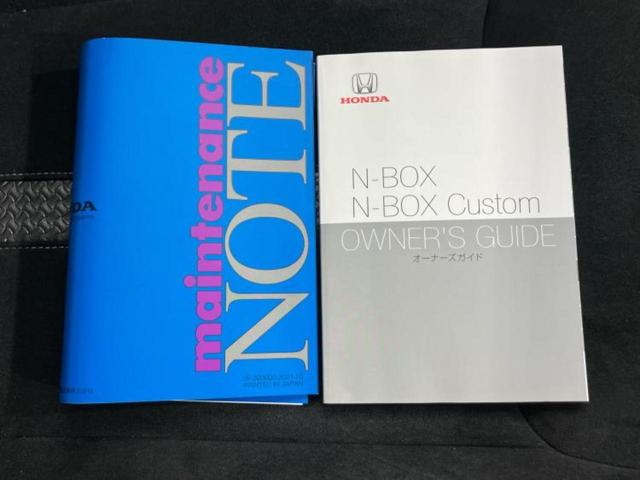 maintenance
NOTE
DA
PRINTED IN JAPAN
HONDA
N-BOX
N-BOX Custom
OWNER'S GUIDE
オーナーズガイド